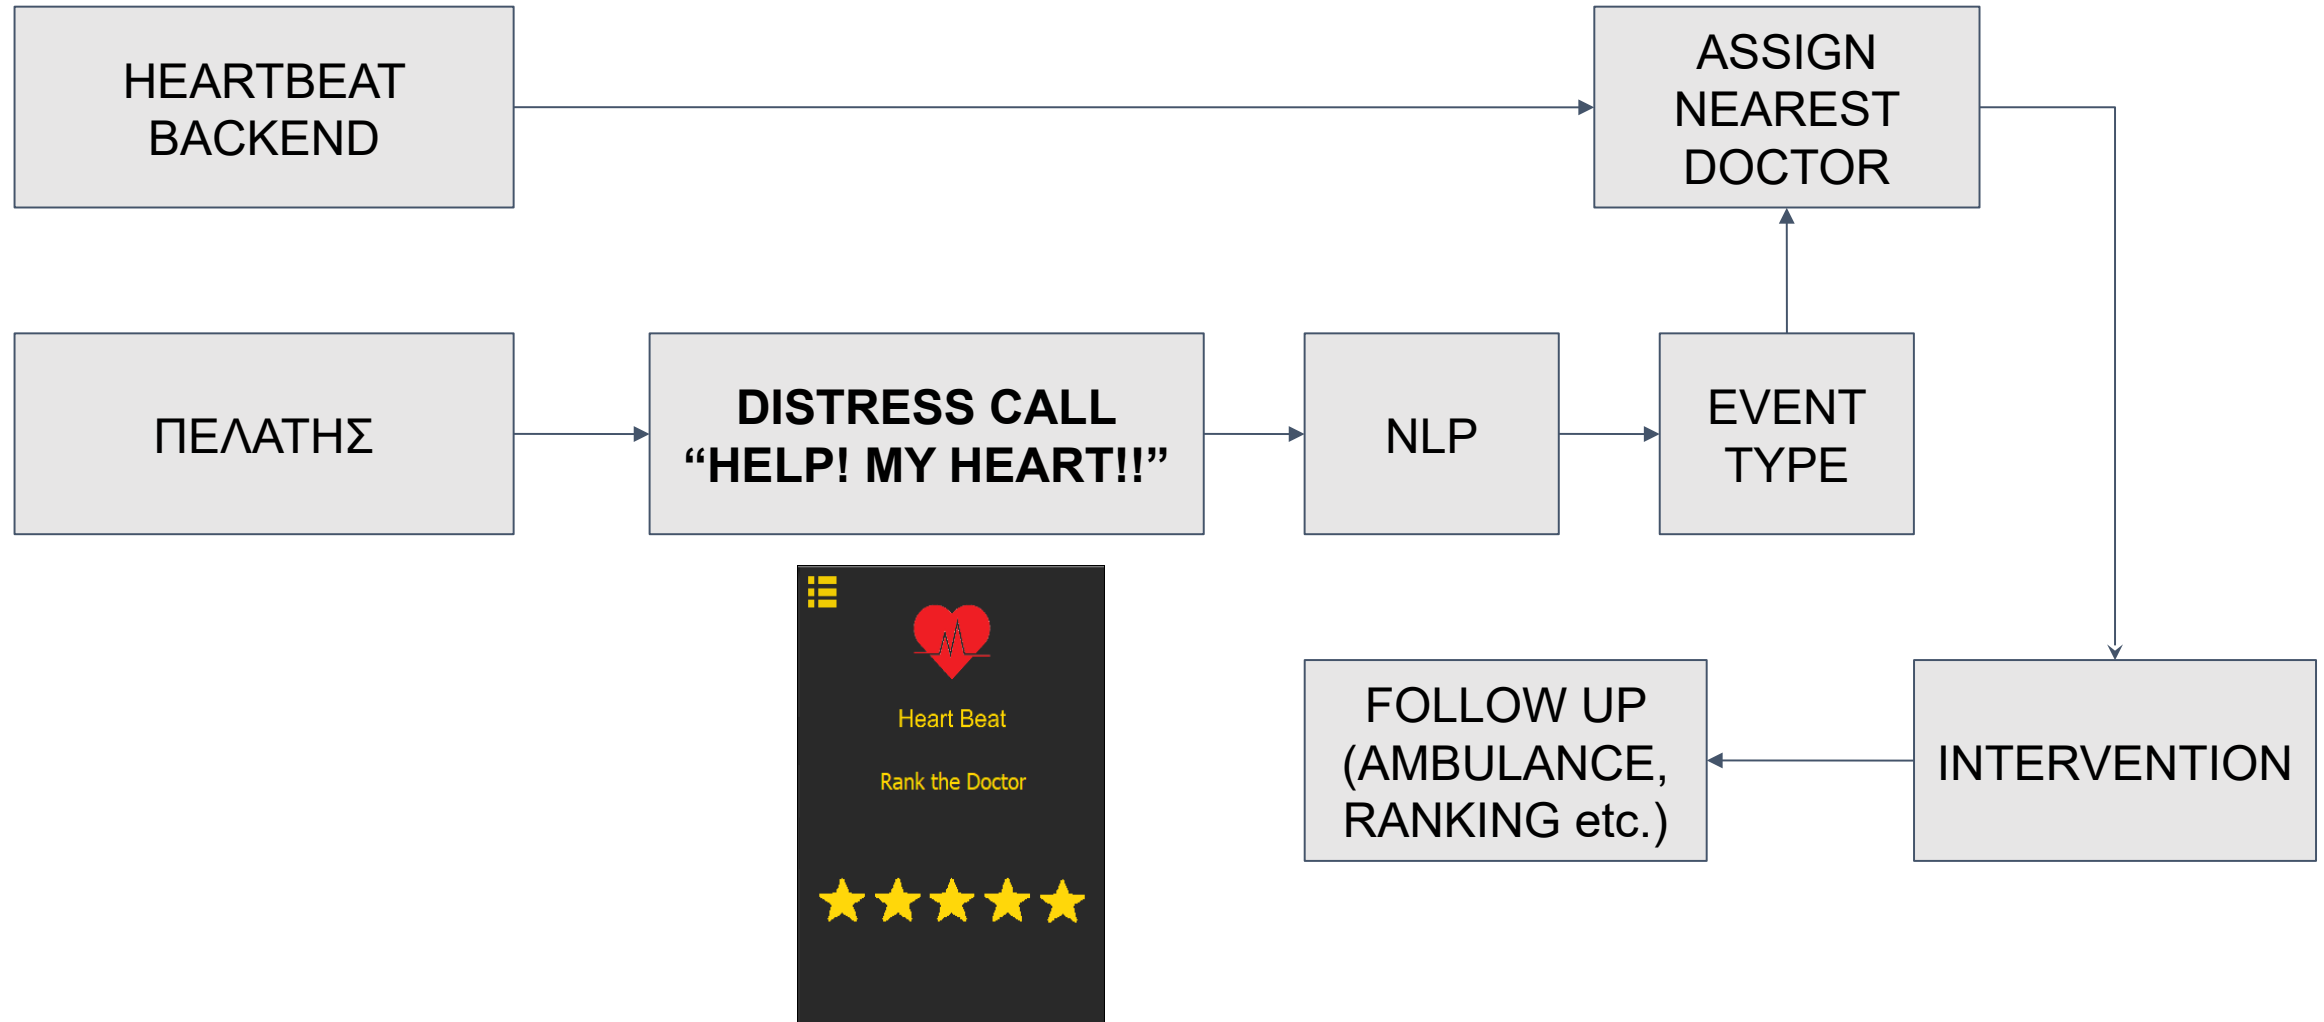 HEARTBEAT
BACKEND
ASSIGN
NEAREST
DOCTOR
ΠΕΛΑΤΗΣ
DISTRESS CALL
“HELP! MY HEART!!”
NLP
EVENT
TYPE
Heart Beat
Rank the Doctor
FOLLOW UP
(AMBULANCE,
RANKING etc.)
INTERVENTION